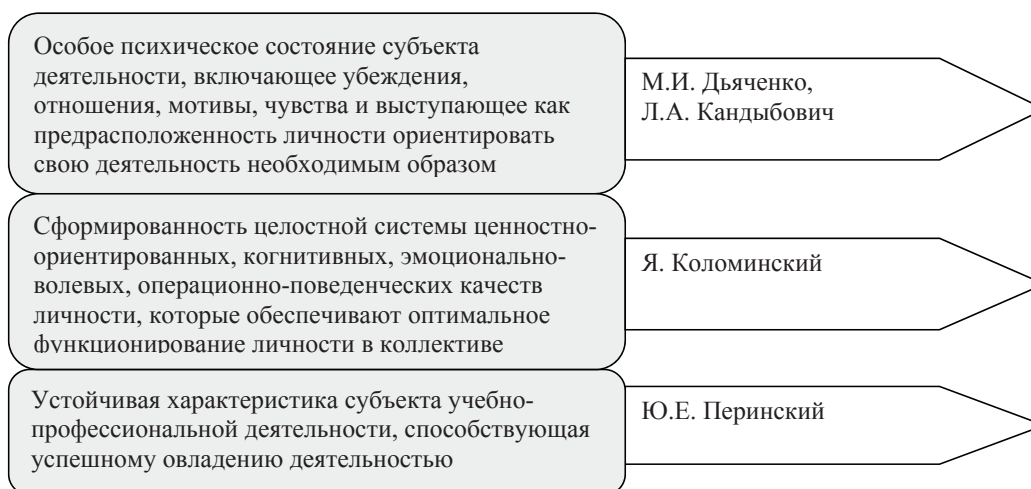 Особое психическое состояние субъекта
деятельности, включающее убеждения,
отношения, мотивы, чувства и выступающее как
предрасположенность личности ориентировать
свою деятельность необходимым образом
М.И. Дьяченко,
Л.А. Кандыбович
Сформированность целостной системы ценностно-
ориентированных, когнитивных, эмоционально-
волевых, операционно-поведенческих качеств
личности, которые обеспечивают оптимальное
функционирование личности в коллективе
Я. Коломинский
Устойчивая характеристика субъекта учебно-
профессиональной деятельности, способствующая
успешному овладению деятельностью
Ю.Е. Перинский